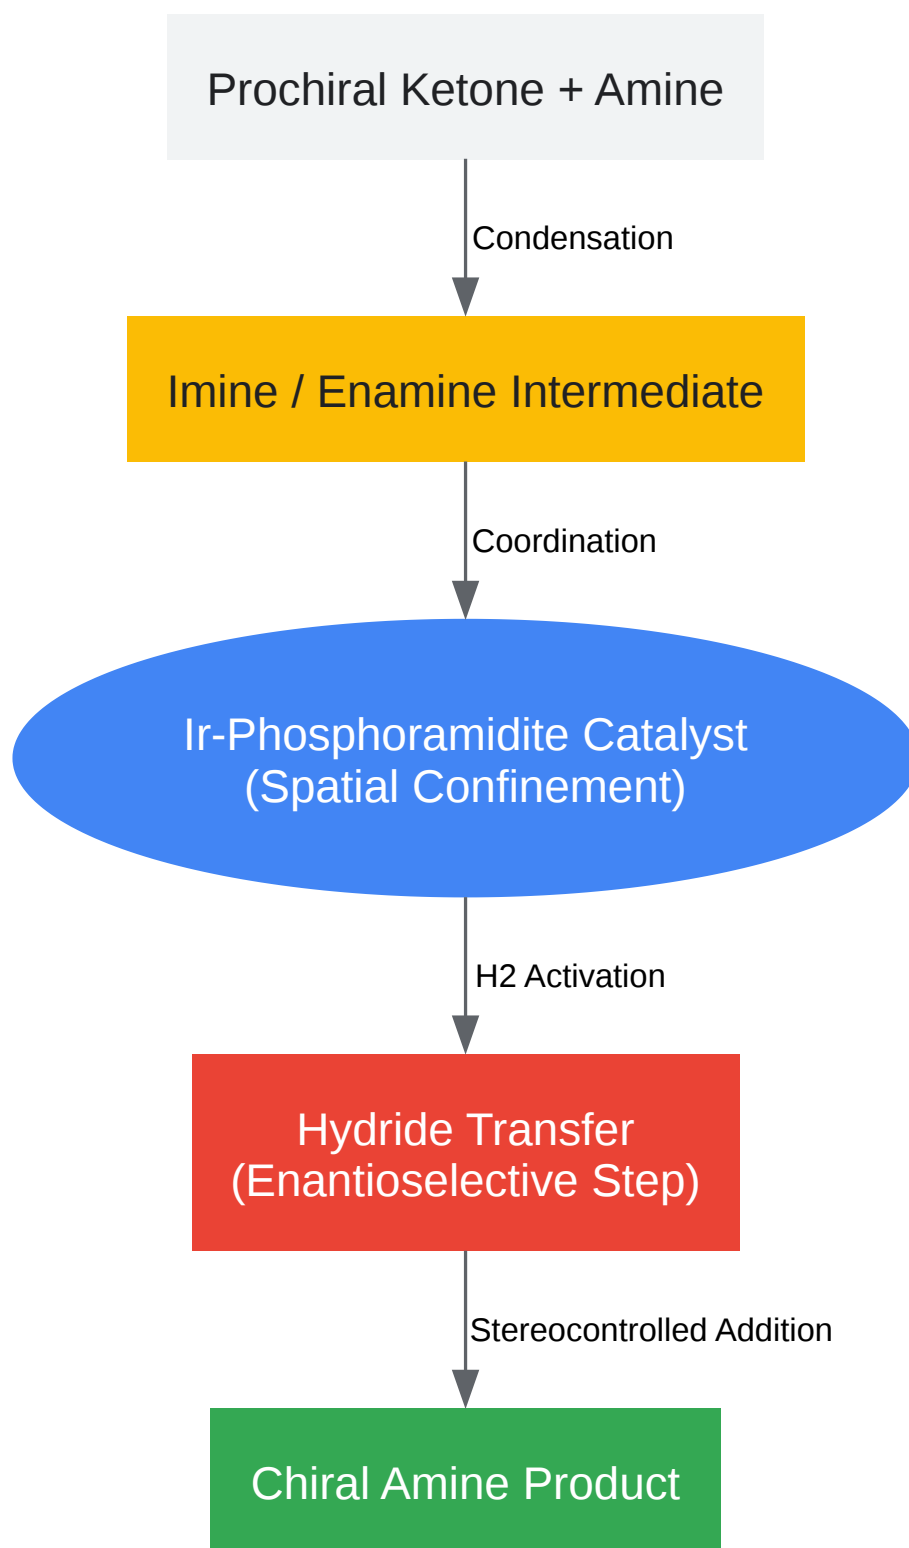 Prochiral Ketone + Amine
Condensation
Imine / Enamine Intermediate
Coordination
Ir-Phosphoramidite Catalyst
(Spatial Confinement)
H2 Activation
Hydride Transfer
(Enantioselective Step)
Stereocontrolled Addition
Chiral Amine Product